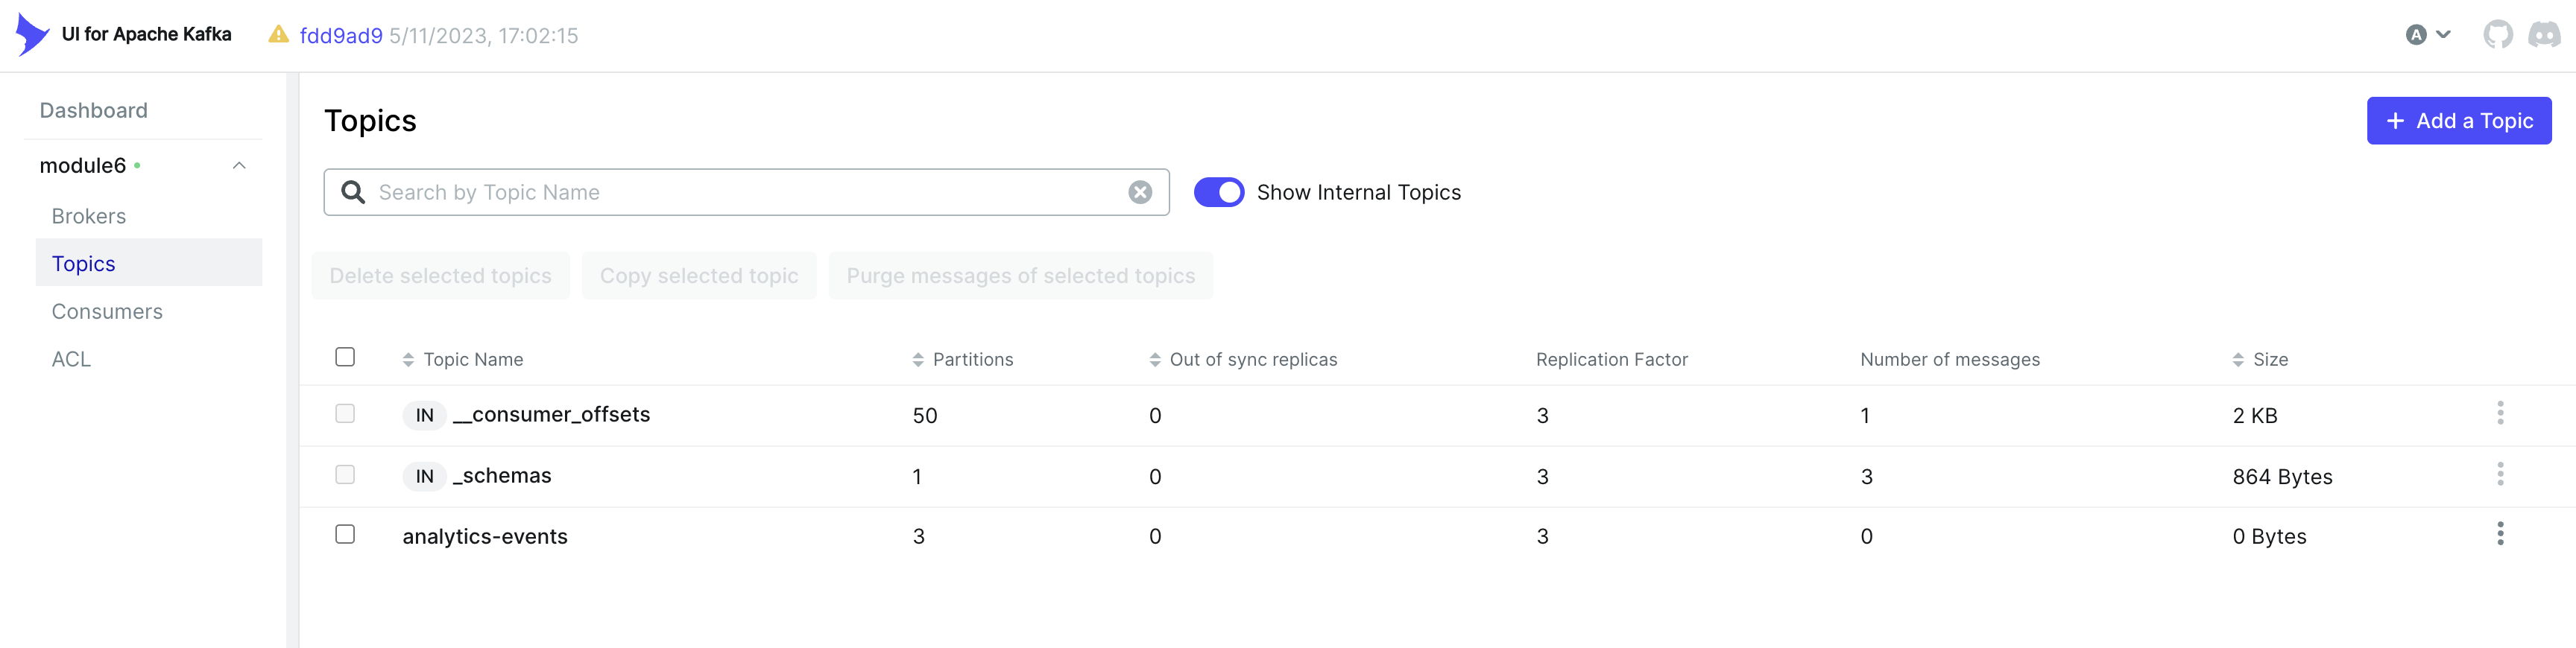 UI for Apache Kafka fdd9ad9 5/11/2023, 17:02:15 A
Dashboard
module6
Brokers
Topics
Consumers
ACL
Topics
+ Add a Topic
Search by Topic Name
Show Internal Topics
Delete selected topics Copy selected topic Purge messages of selected topics
Topic Name Partitions Out of sync replicas Replication Factor Number of messages Size
IN __consumer_offsets 50 0 3 1 2 KB
IN _schemas 1 0 3 3 864 Bytes
analytics-events 3 0 3 0 0 Bytes